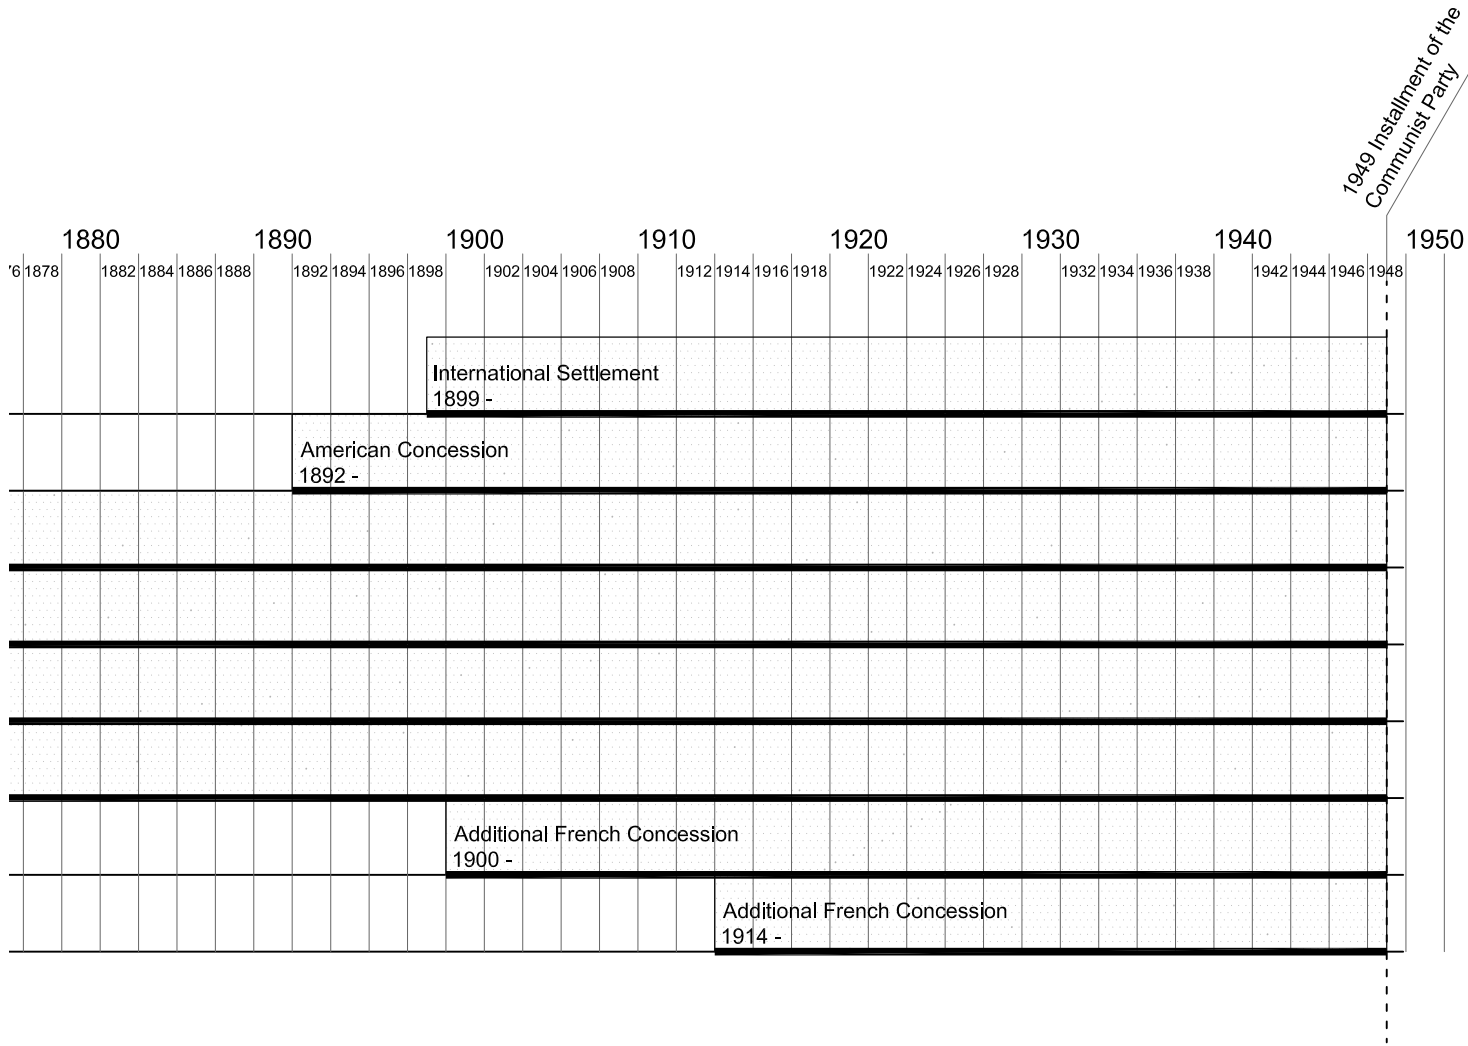 1949 Installment of the
Communist Party
1880 1890 1900 1910 1920 1930 1940 1950
76 1878 1882 1884 1886 1888 1892 1894 1896 1898 1902 1904 1906 1908 1912 1914 1916 1918 1922 1924 1926 1928 1932 1934 1936 1938 1942 1944 1946 1948
International Settlement
1899 -
American Concession
1892 -
Additional French Concession
1900 -
Additional French Concession
1914 -